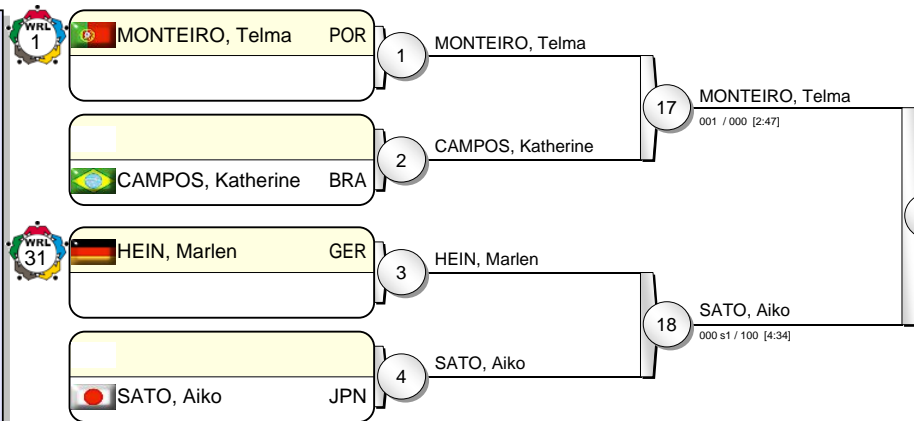 WRL
1
MONTEIRO, Telma POR
1
MONTEIRO, Telma
17
MONTEIRO, Telma
001 / 000 [2:47]
CAMPOS, Katherine BRA
2
CAMPOS, Katherine
WRL
31
HEIN, Marlen GER
3
HEIN, Marlen
18
SATO, Aiko
000 s1 / 100 [4:34]
SATO, Aiko JPN
4
SATO, Aiko